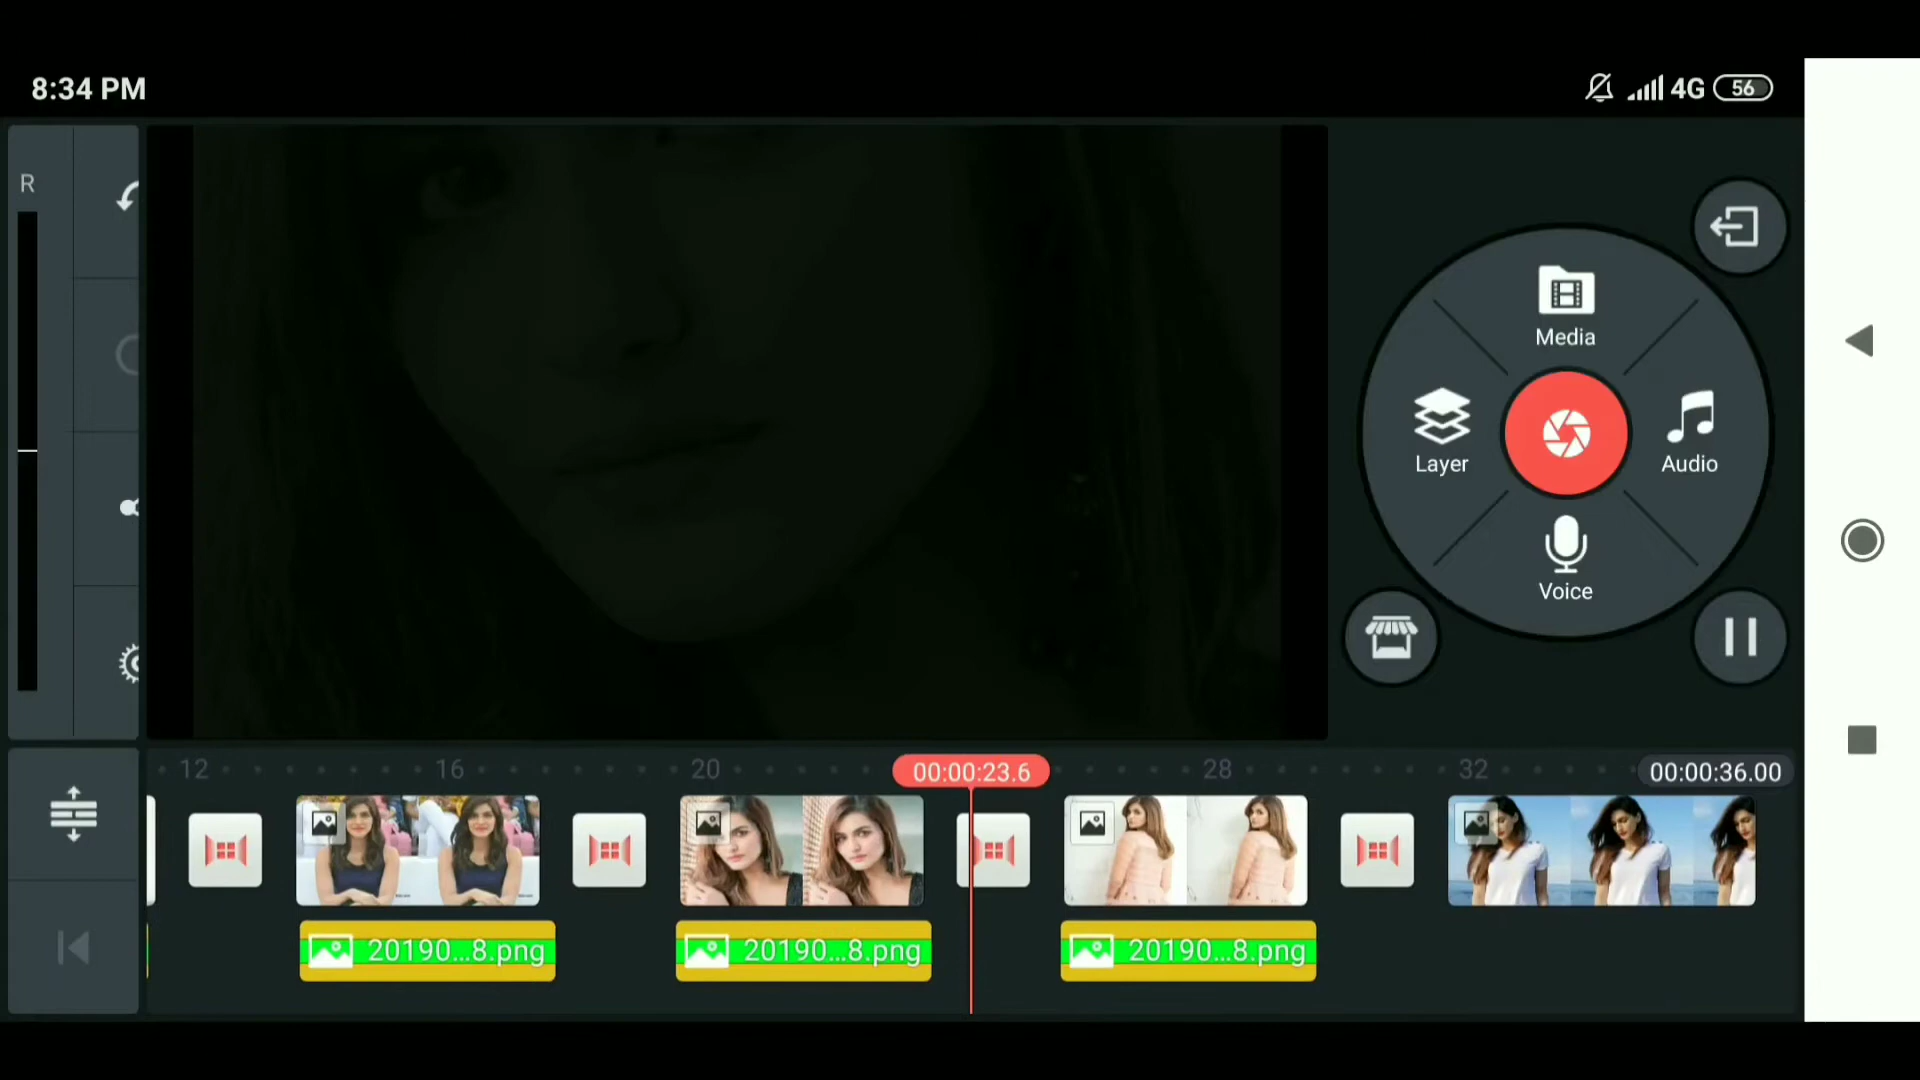 8:34 PM
4G
56
R
Media
Layer
Audio
Voice
12
16
20
00:00:23.6
28
32
00:00:36.00
20190...8.png
20190...8.png
20190...8.png